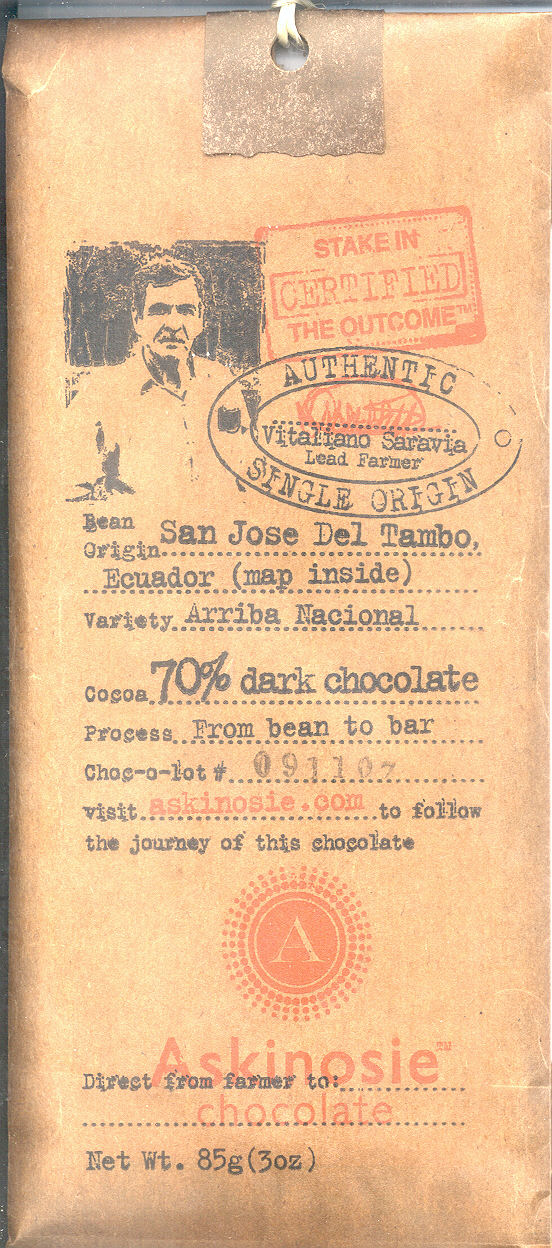 STAKE IN
CERTIFIED
THE OUTCOME™
AUTHENTIC
Vitaliano Saravia
Lead Farmer
SINGLE ORIGIN
Bean Origin San Jose Del Tambo,
Ecuador (map inside)
Variety Arriba Nacional
Cocoa 70% dark chocolate
Process From bean to bar
Choc-o-lot # 091107
visit askinosie.com to follow
the journey of this chocolate
A
Askinosie™
Direct from farmer to:
chocolate
Net Wt. 85g(3oz)